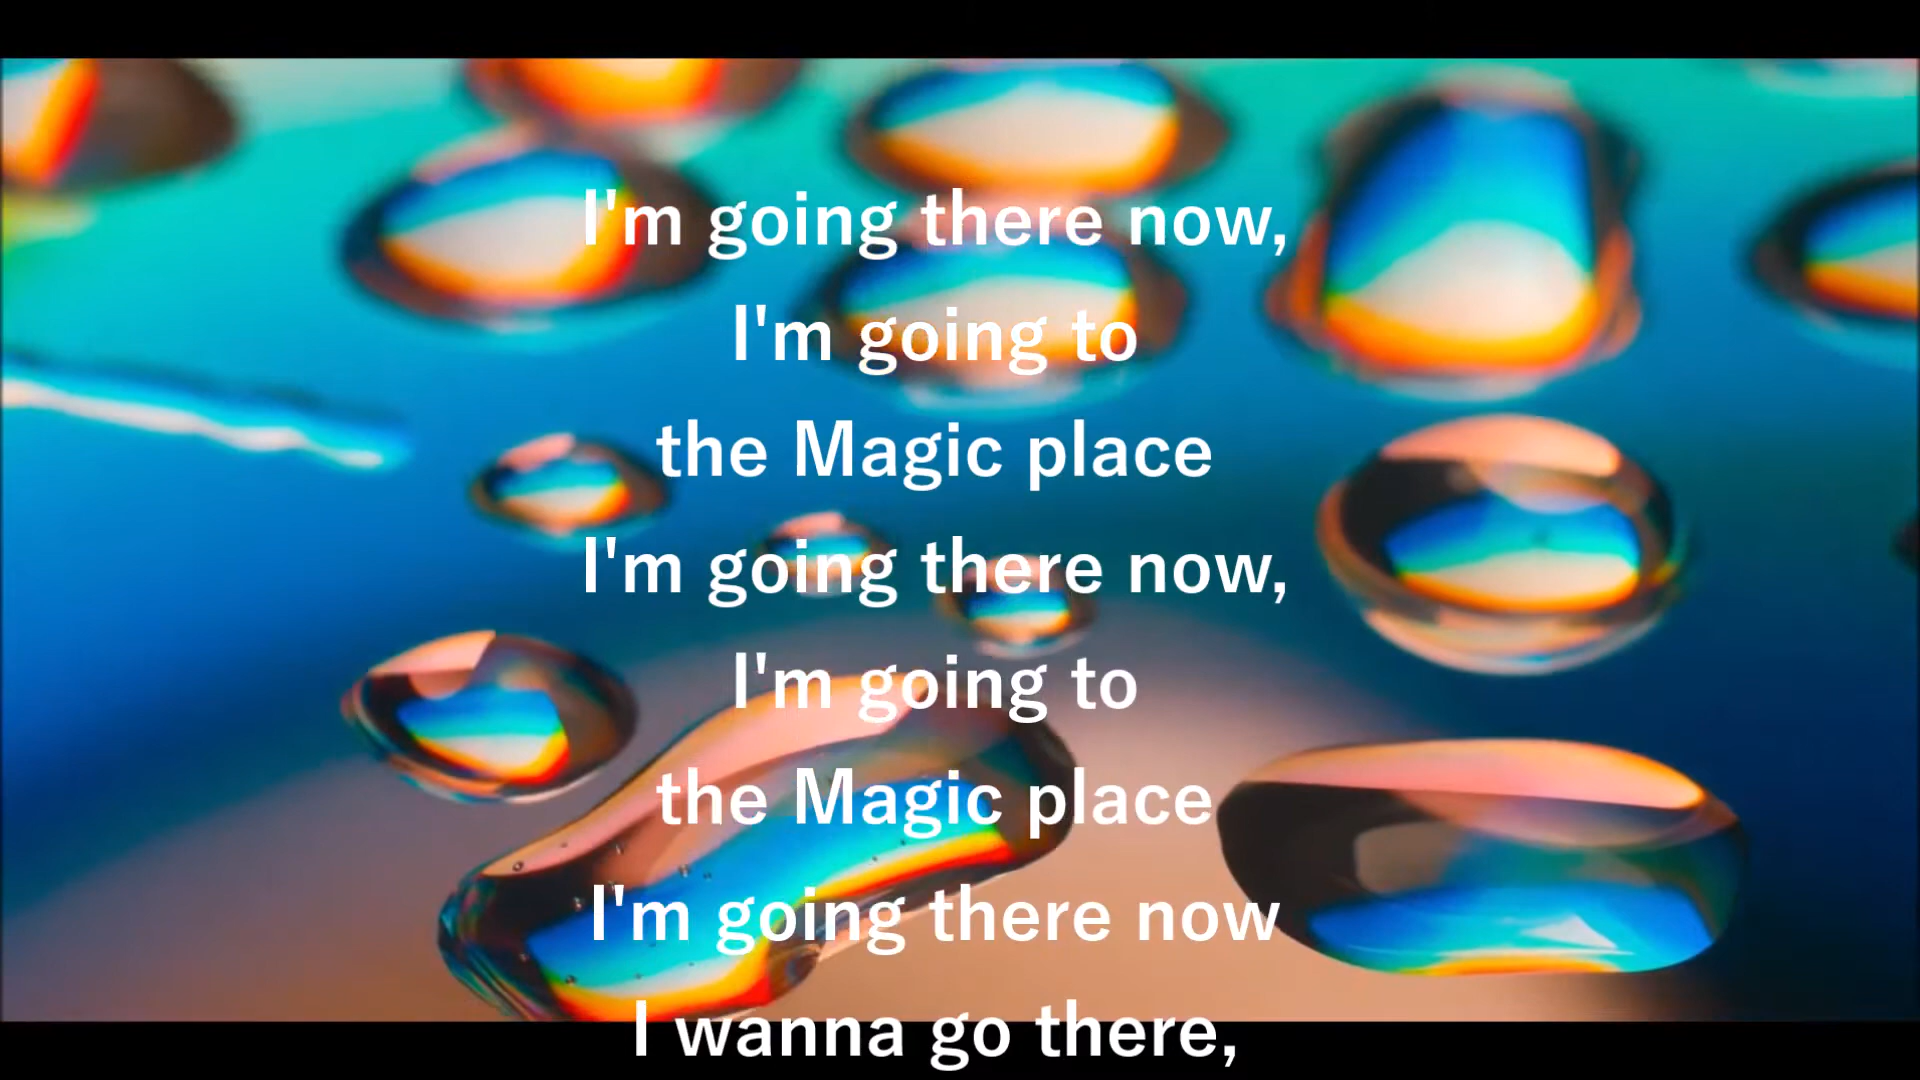 I'm going there now,
I'm going to
the Magic place
I'm going there now,
I'm going to
the Magic place
I'm going there now
I wanna go there,